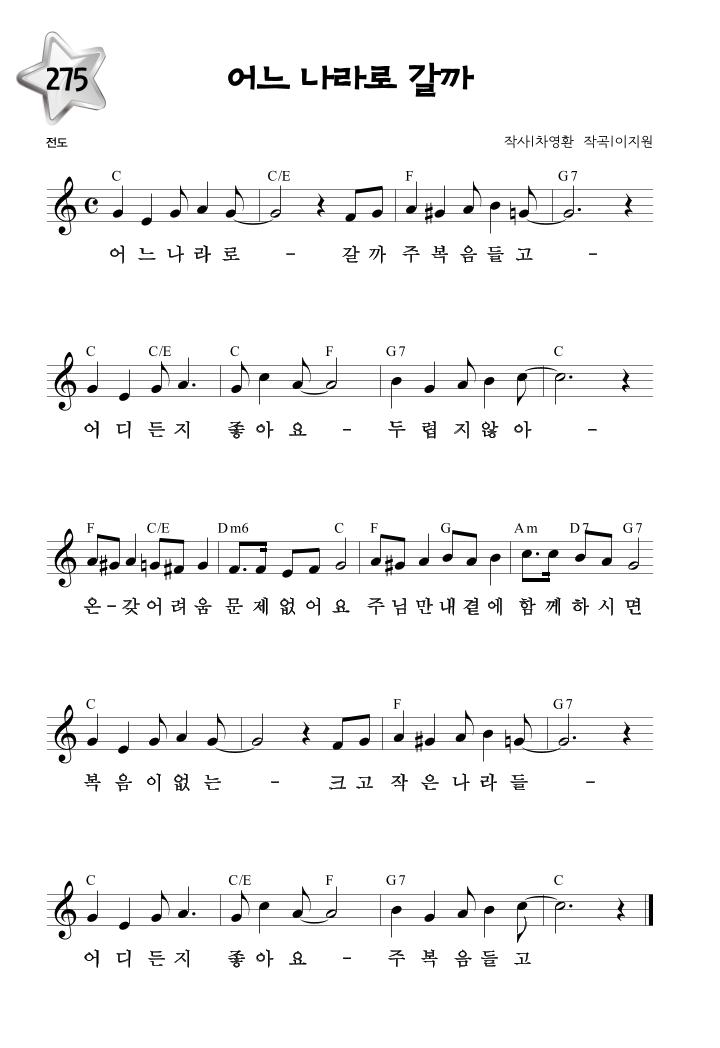 275
어느 나라로 갈까
전도
작사|차영환 작곡|이지원
C C/E F G7
어 느 나 라 로 - 갈 까 주 복 음 들 고 -
C C/E C F G7 C
어 디 든 지 좋 아 요 - 두 렵 지 않 아 -
F C/E Dm6 C F G Am D7 G7
온 - 갖 어 려 움 문 제 없 어 요 주 님 만 내 곁 에 함 께 하 시 면
C F G7
복 음 이 없 는 - 크 고 작 은 나 라 들 -
C C/E F G7 C
어 디 든 지 좋 아 요 - 주 복 음 들 고